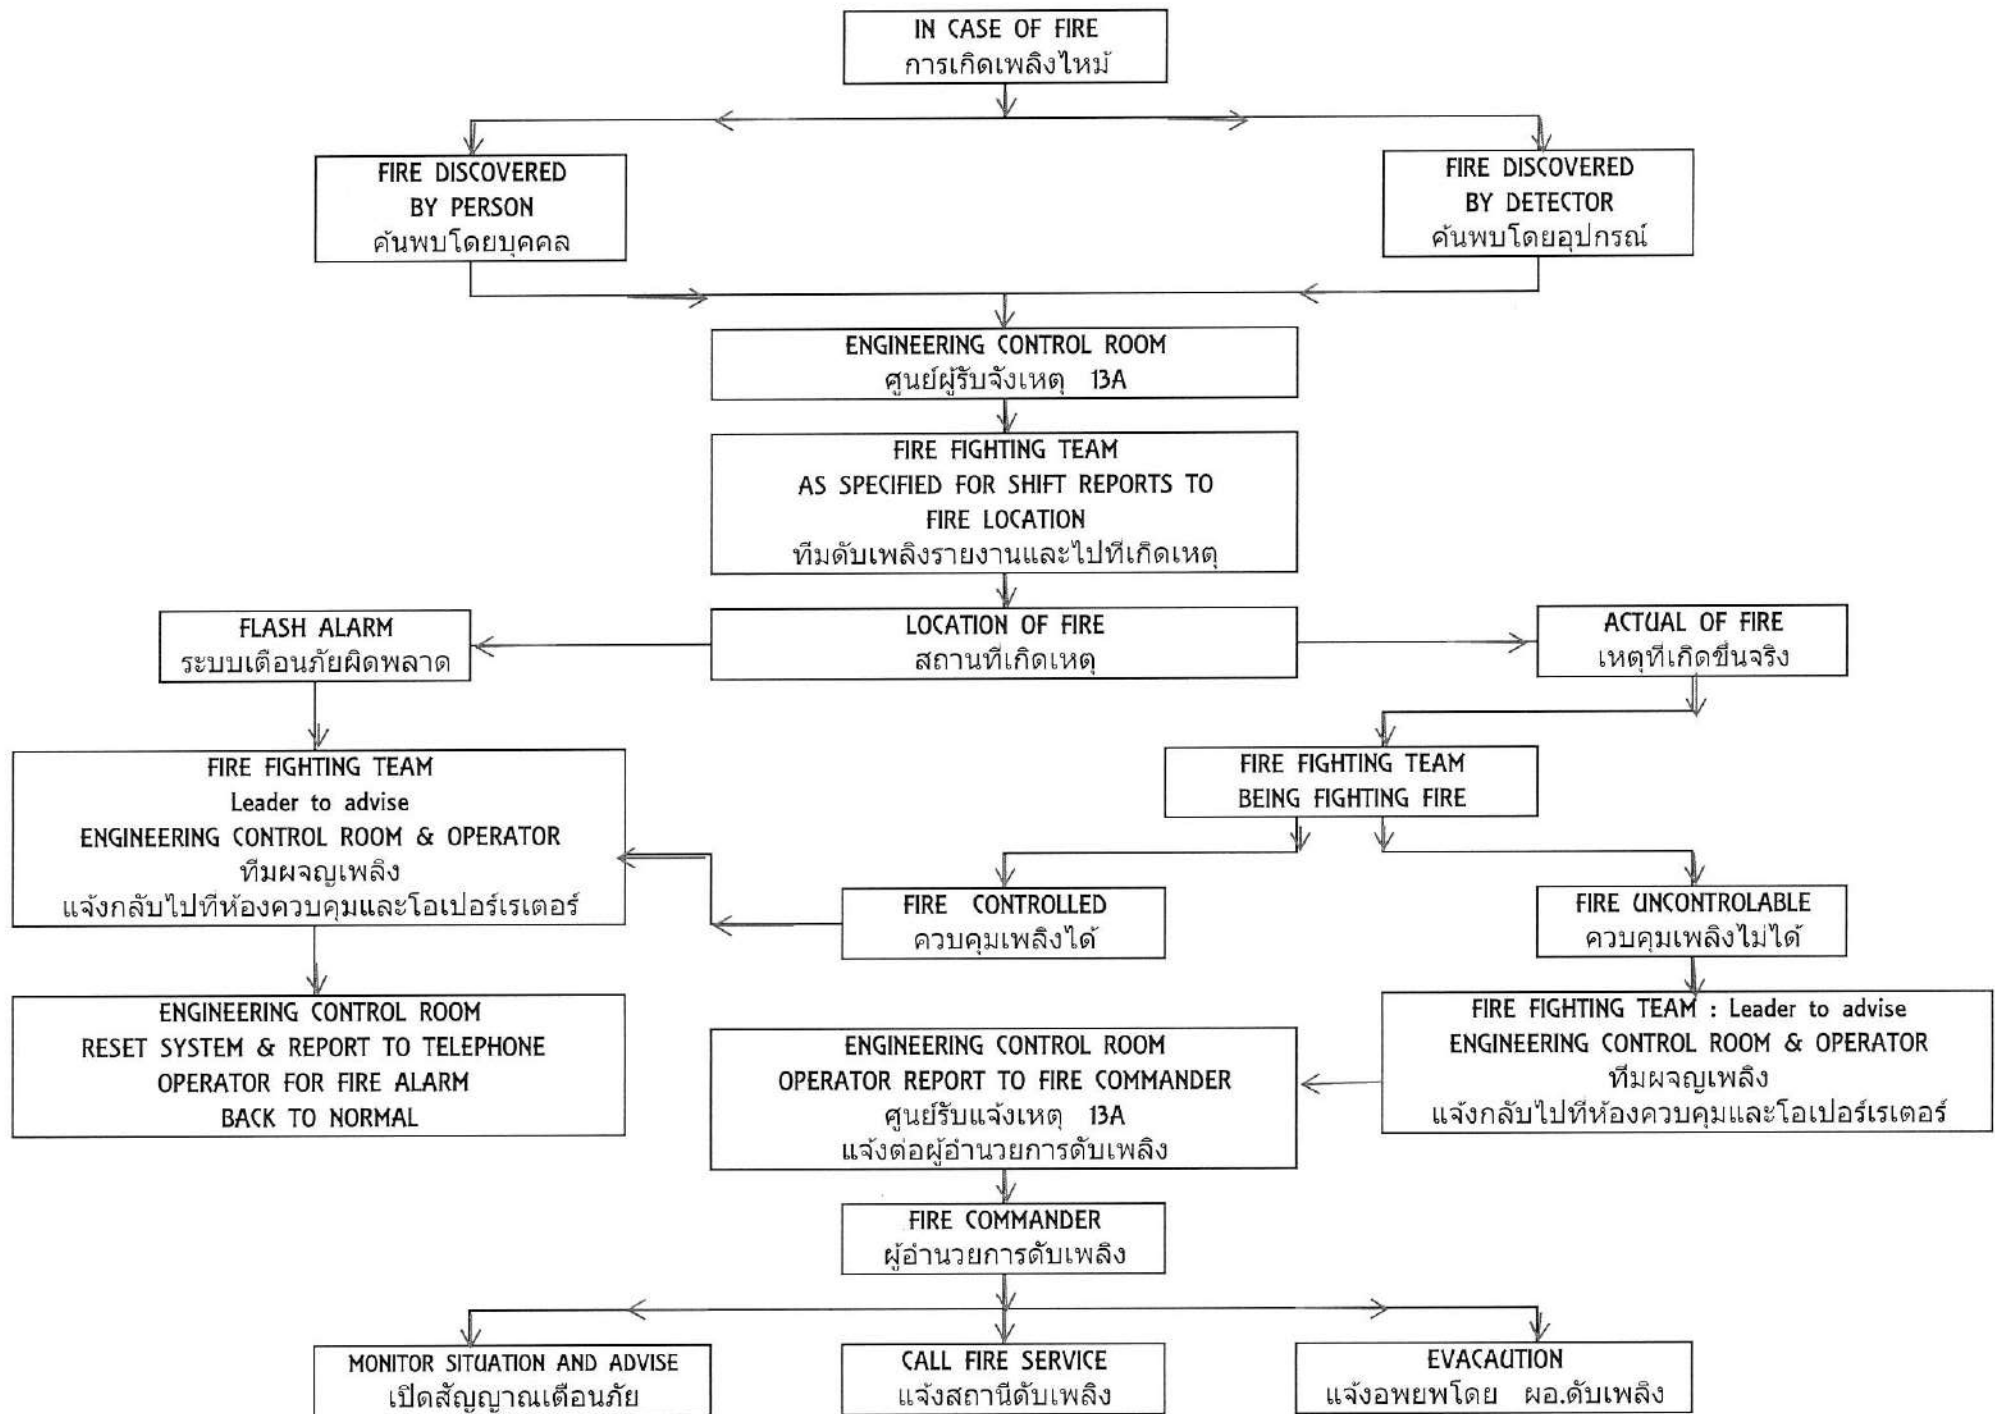 IN CASE OF FIRE
การเกิดเพลิงไหม้
FIRE DISCOVERED
BY PERSON
ค้นพบโดยบุคคล
FIRE DISCOVERED
BY DETECTOR
ค้นพบโดยอุปกรณ์
ENGINEERING CONTROL ROOM
ศูนย์ผู้รับจังเหตุ 13A
FIRE FIGHTING TEAM
AS SPECIFIED FOR SHIFT REPORTS TO
FIRE LOCATION
ทีมดับเพลิงรายงานและไปที่เกิดเหตุ
FLASH ALARM
ระบบเตือนภัยผิดพลาด
LOCATION OF FIRE
สถานที่เกิดเหตุ
ACTUAL OF FIRE
เหตุที่เกิดขึ้นจริง
FIRE FIGHTING TEAM
Leader to advise
ENGINEERING CONTROL ROOM & OPERATOR
ทีมผจญเพลิง
แจ้งกลับไปที่ห้องควบคุมและโอเปอร์เรเตอร์
FIRE FIGHTING TEAM
BEING FIGHTING FIRE
FIRE CONTROLLED
ควบคุมเพลิงได้
FIRE UNCONTROLABLE
ควบคุมเพลิงไม่ได้
ENGINEERING CONTROL ROOM
RESET SYSTEM & REPORT TO TELEPHONE
OPERATOR FOR FIRE ALARM
BACK TO NORMAL
ENGINEERING CONTROL ROOM
OPERATOR REPORT TO FIRE COMMANDER
ศูนย์รับแจ้งเหตุ 13A
แจ้งต่อผู้อำนวยการดับเพลิง
FIRE FIGHTING TEAM : Leader to advise
ENGINEERING CONTROL ROOM & OPERATOR
ทีมผจญเพลิง
แจ้งกลับไปที่ห้องควบคุมและโอเปอร์เรเตอร์
FIRE COMMANDER
ผู้อำนวยการดับเพลิง
MONITOR SITUATION AND ADVISE
เปิดสัญญาณเตือนภัย
CALL FIRE SERVICE
แจ้งสถานีดับเพลิง
EVACAUTION
แจ้งอพยพโดย ผอ.ดับเพลิง